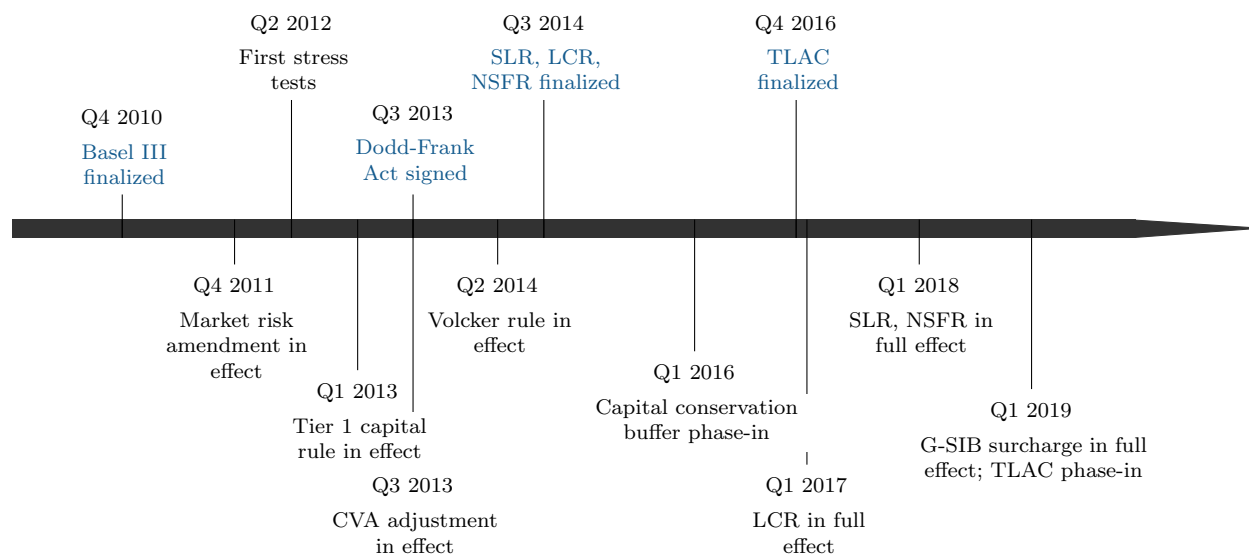 Q2 2012
First stress
tests
Q3 2014
SLR, LCR,
NSFR finalized
Q4 2016
TLAC
finalized
Q4 2010
Basel III
finalized
Q3 2013
Dodd-Frank
Act signed
Q4 2011
Market risk
amendment in
effect
Q2 2014
Volcker rule in
effect
Q1 2018
SLR, NSFR in
full effect
Q1 2013
Tier 1 capital
rule in effect
Q1 2016
Capital conservation
buffer phase-in
Q1 2019
G-SIB surcharge in full
effect; TLAC phase-in
Q3 2013
CVA adjustment
in effect
Q1 2017
LCR in full
effect